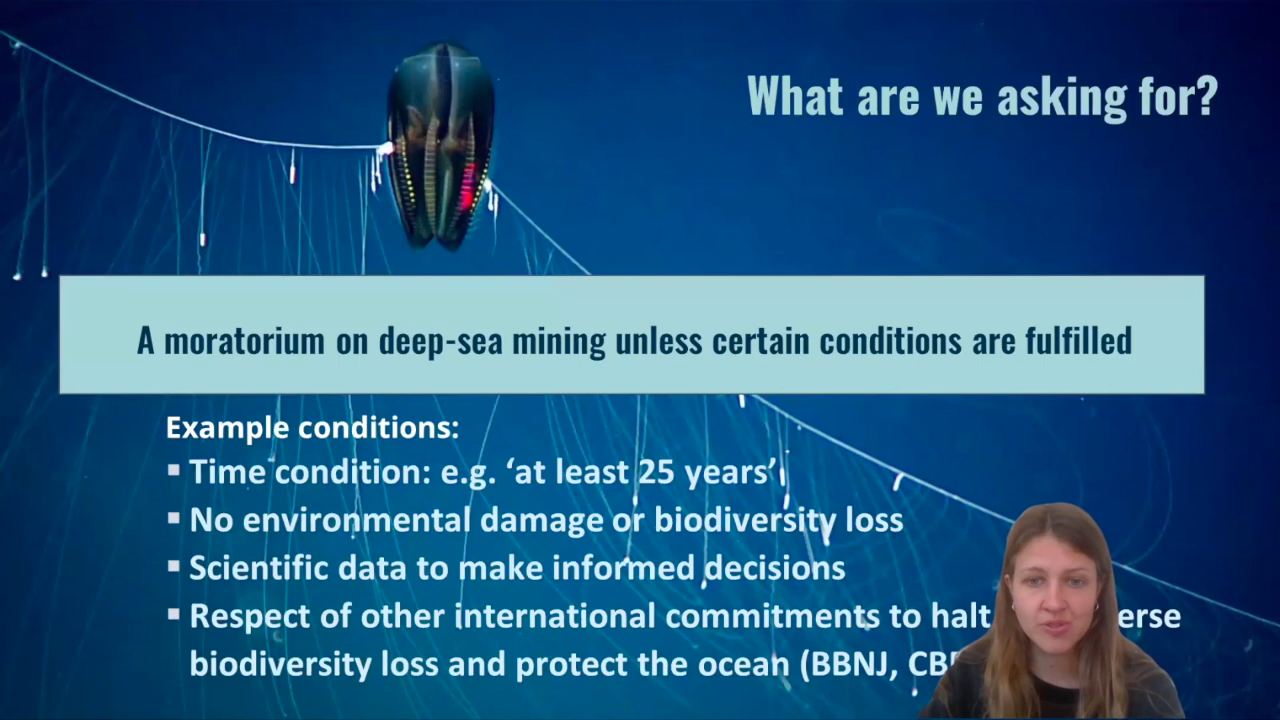 What are we asking for?
A moratorium on deep-sea mining unless certain conditions are fulfilled
Example conditions:
▪ Time condition: e.g. ‘at least 25 years’
▪ No environmental damage or biodiversity loss
▪ Scientific data to make informed decisions
▪ Respect of other international commitments to halt
biodiversity loss and protect the ocean (BBNJ,